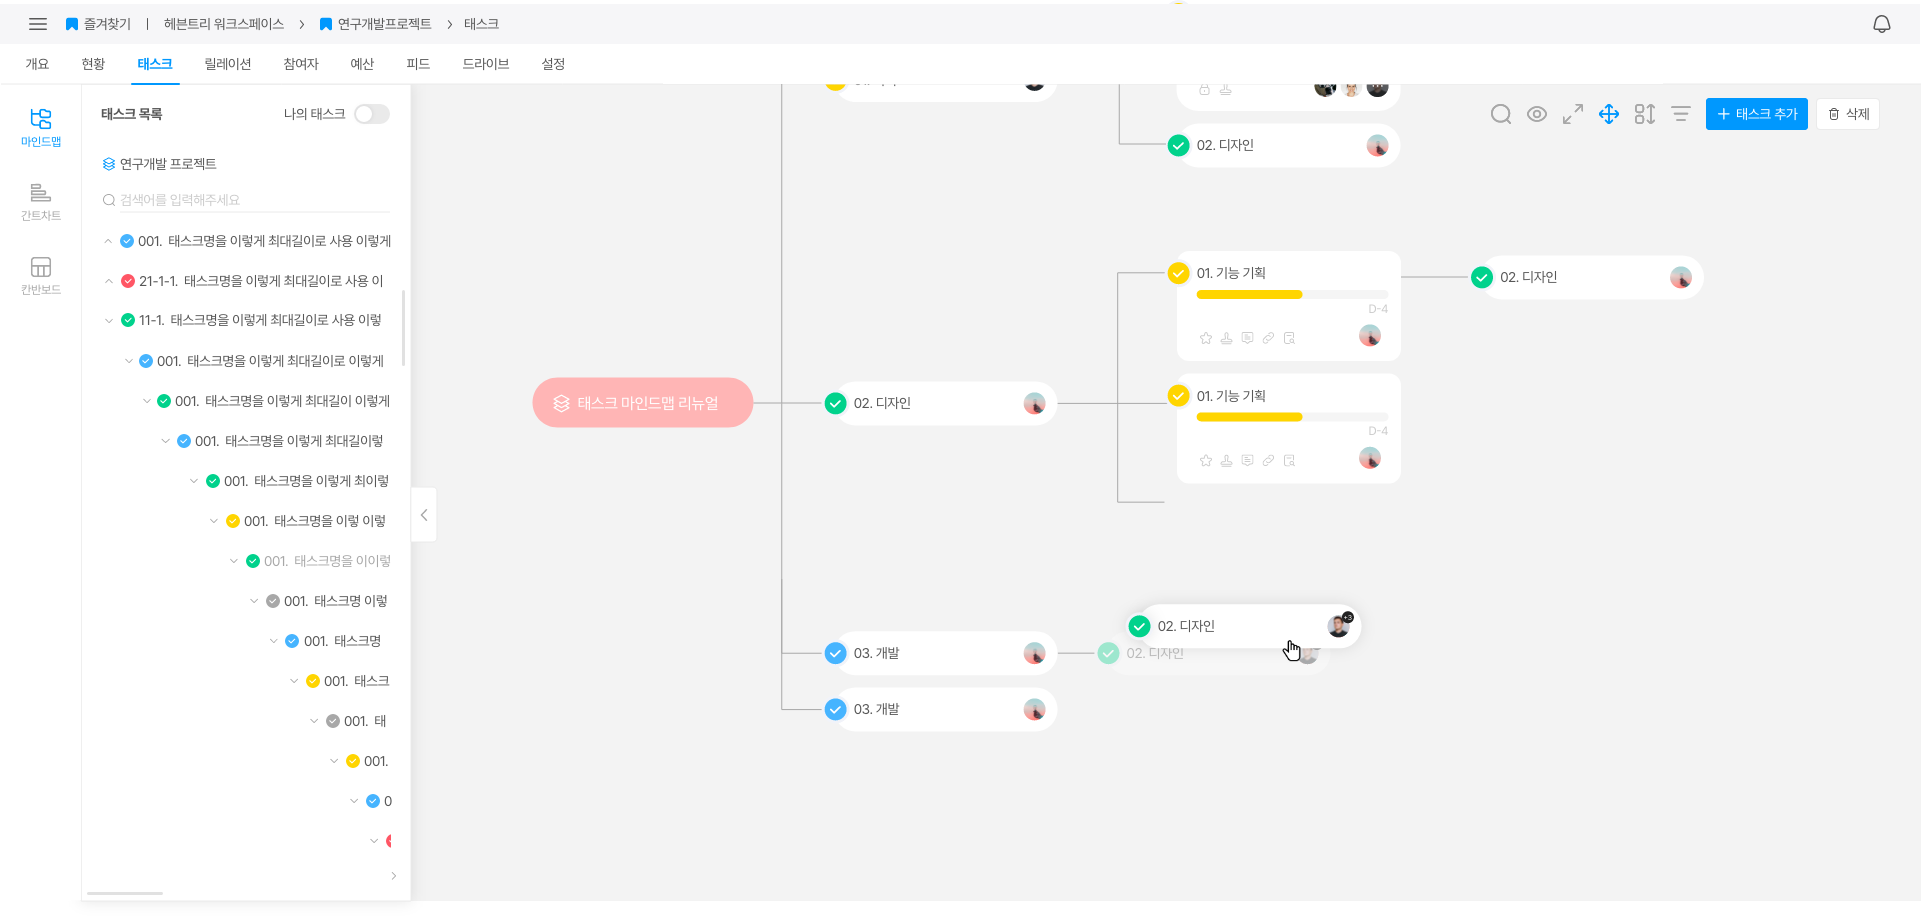 즐겨찾기 | 헤븐트리 워크스페이스 > 연구개발프로젝트 > 태스크
개요 현황 태스크 릴레이션 참여자 예산 피드 드라이브 설정
마인드맵
간트차트
칸반보드
태스크 목록 나의 태스크
연구개발 프로젝트
검색어를 입력해주세요
001. 태스크명을 이렇게 최대길이로 사용 이렇게
21-1-1. 태스크명을 이렇게 최대길이로 사용 이
11-1. 태스크명을 이렇게 최대길이로 사용 이렇
001. 태스크명을 이렇게 최대길이로 이렇게
001. 태스크명을 이렇게 최대길이 이렇게
001. 태스크명을 이렇게 최대길이렇
001. 태스크명을 이렇게 최이렇
001. 태스크명을 이렇 이렇
001. 태스크명을 이이렇
001. 태스크명 이렇
001. 태스크명
001. 태스크
001. 태
001.
0
태스크 추가
삭제
02. 디자인
01. 기능 기획
D-4
02. 디자인
태스크 마인드맵 리뉴얼
02. 디자인
01. 기능 기획
D-4
02. 디자인
+3
03. 개발
02. 디자인
03. 개발